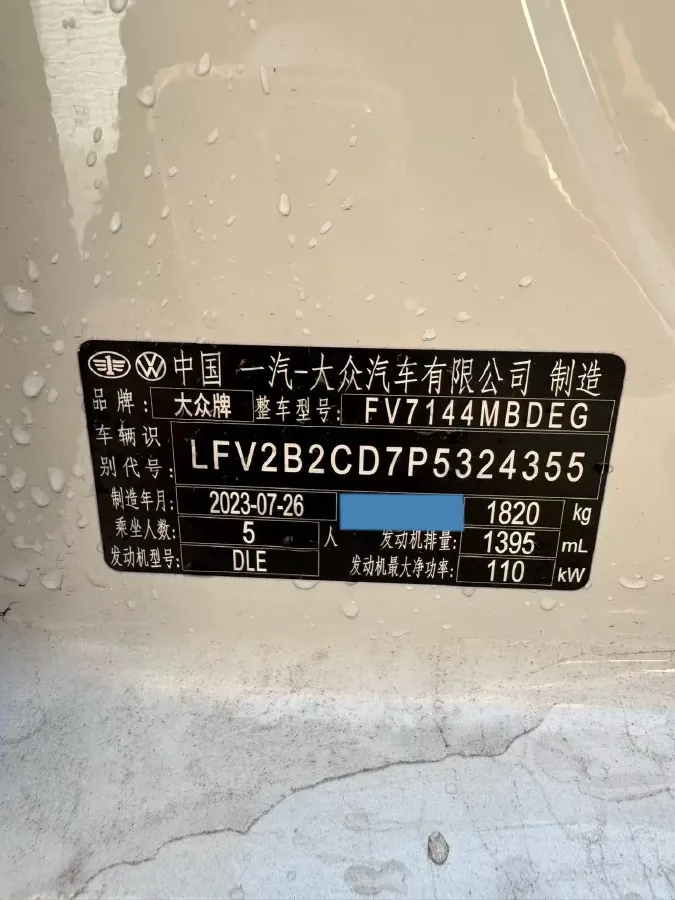 中国 一汽-大众汽车有限公司 制造
品牌: 大众牌 整车型号: FV7144MBDEG
车辆识别代号: LFV2B2CD7P5324355
制造年月: 2023-07-26 1820 kg
乘坐人数: 5 人 发动机排量: 1395 mL
发动机型号: DLE 发动机最大净功率: 110 kW